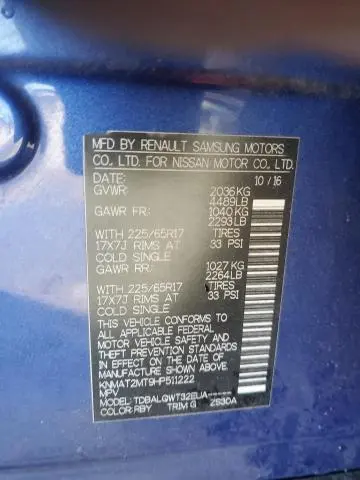 MFD BY RENAULT SAMSUNG MOTORS
CO., LTD. FOR NISSAN MOTOR CO., LTD.
DATE: 10/16
GVWR: 2036KG
4489LB
GAWR FR: 1040KG
2293LB
WITH 225/65R17 TIRES
17X7J RIMS AT 33 PSI
COLD SINGLE
GAWR RR: 1027KG
2264LB
WITH 225/65R17 TIRES
17X7J RIMS AT 33 PSI
COLD SINGLE
THIS VEHICLE CONFORMS TO
ALL APPLICABLE FEDERAL
MOTOR VEHICLE SAFETY
STANDARDS IN EFFECT ON
THE DATE OF
MANUFACTURE SHOWN ABOVE
KNMAT2MT9HP511222
MPV
MODEL: TDBALGWT32EUA-----
COLOR: RBY TRIM: G 2S30A